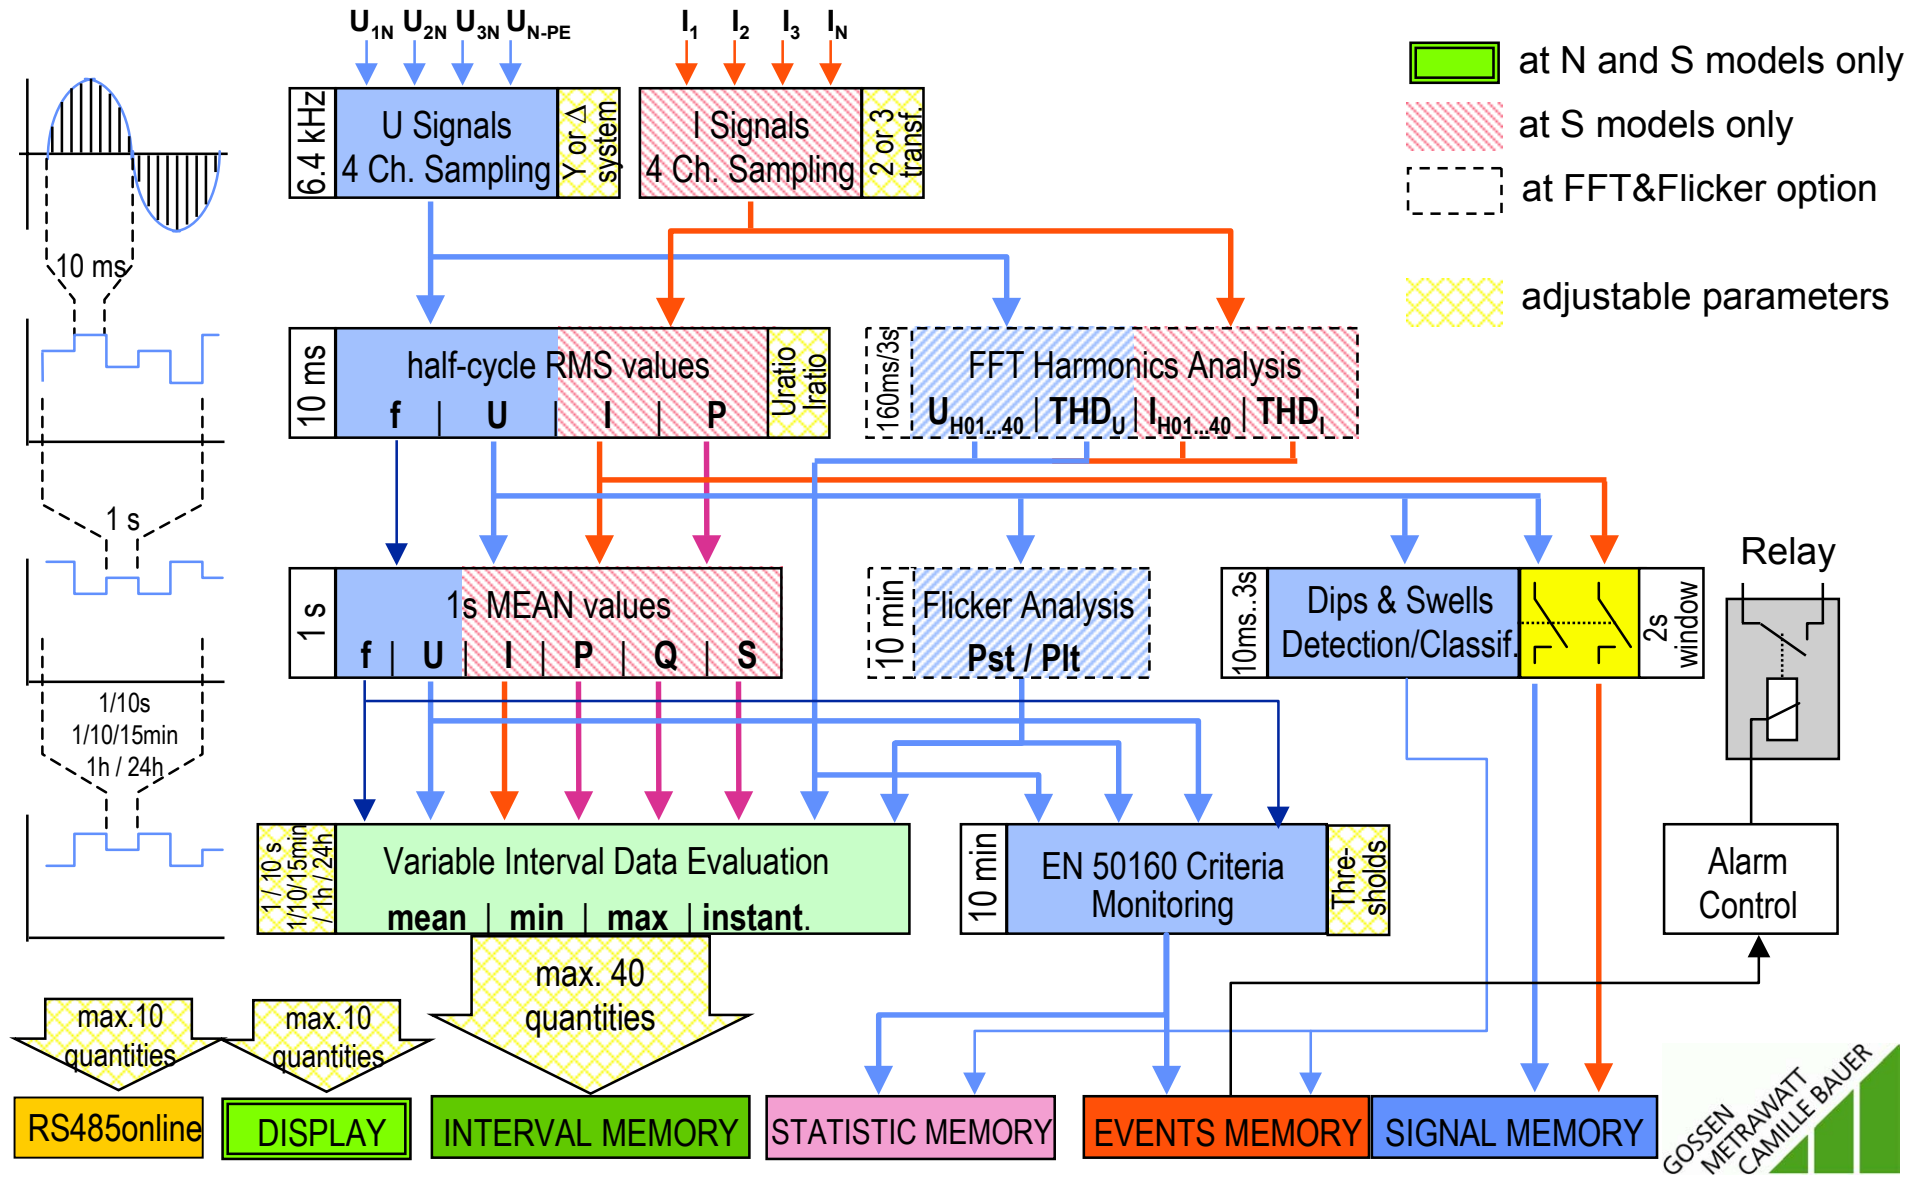 U1N U2N U3N UN-PE
I1 I2 I3 IN
at N and S models only
at S models only
at FFT&Flicker option
adjustable parameters
6.4 kHz
U Signals
4 Ch. Sampling
Y or Δ
system
I Signals
4 Ch. Sampling
2 or 3
transf.
10 ms
10 ms
half-cycle RMS values
f | U | I | P
Uratio
Iratio
160ms/3s
FFT Harmonics Analysis
UH01...40 | THDU | IH01...40 | THDI
1 s
1 s
1s MEAN values
f | U | I | P | Q | S
10 min
Flicker Analysis
Pst / Plt
10ms..3s
Dips & Swells
Detection/Classif.
2s
window
Relay
1/10s
1/10/15min
1h / 24h
1 / 10 s
1/10/15min
/ 1h / 24h
Variable Interval Data Evaluation
mean | min | max | instant.
10 min
EN 50160 Criteria
Monitoring
Thre-
sholds
Alarm
Control
max.10
quantities
max.10
quantities
max. 40
quantities
RS485online
DISPLAY
INTERVAL MEMORY
STATISTIC MEMORY
EVENTS MEMORY
SIGNAL MEMORY
GOSSEN
METRAWATT
CAMILLE BAUER